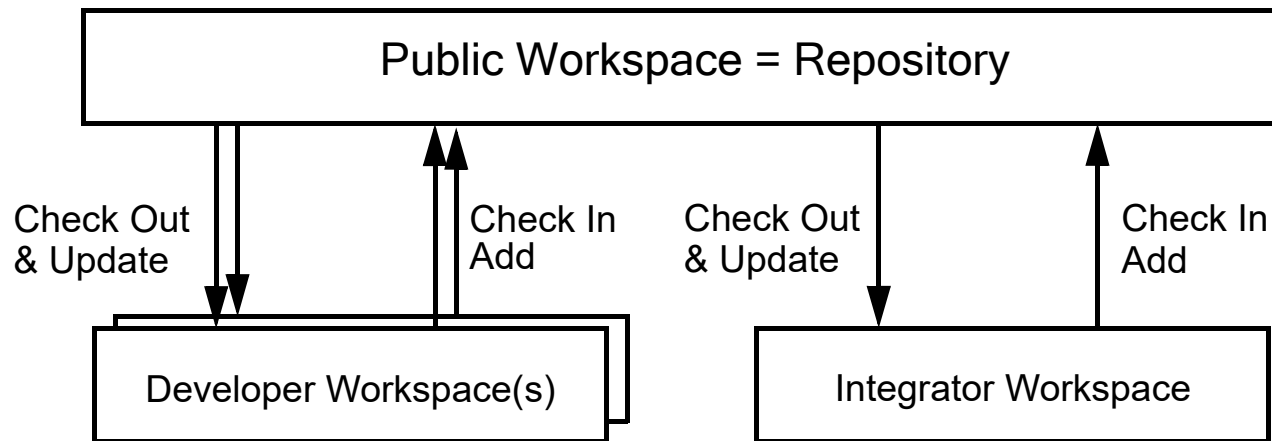 Public Workspace = Repository
Check Out
& Update
Check In
Add
Check Out
& Update
Check In
Add
Developer Workspace(s)
Integrator Workspace